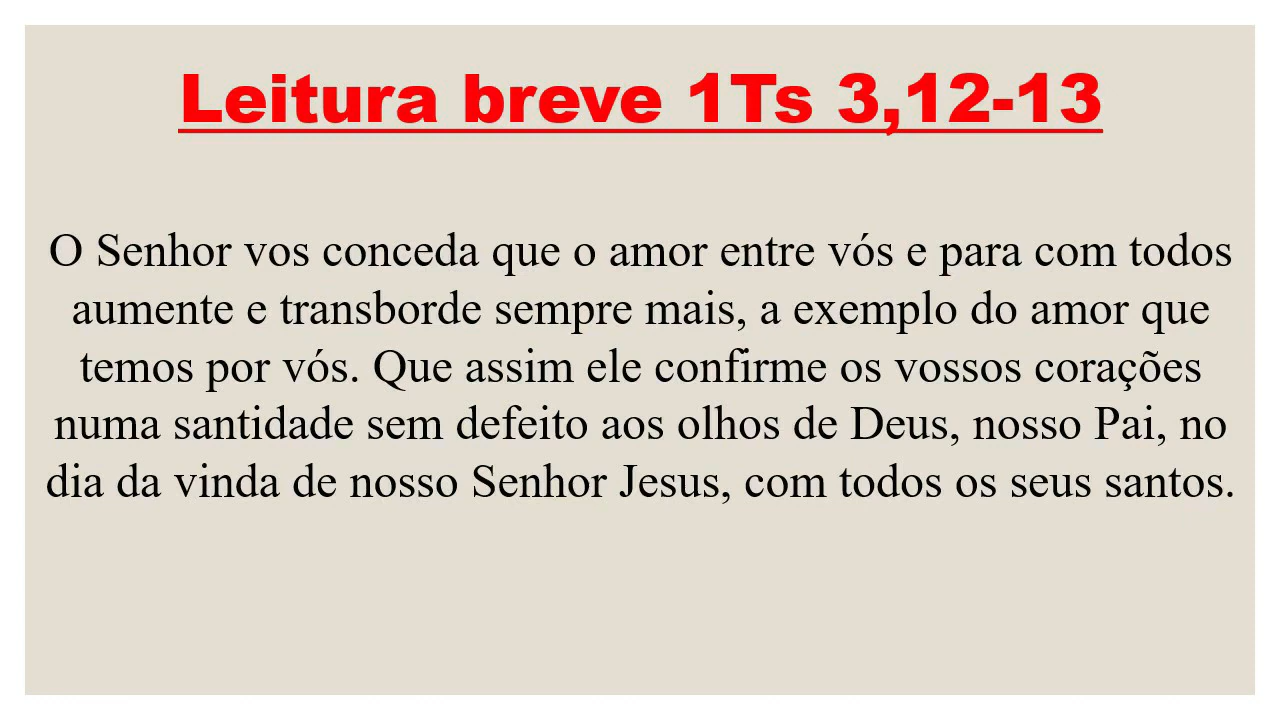 Leitura breve 1Ts 3,12-13
O Senhor vos conceda que o amor entre vós e para com todos
aumente e transborde sempre mais, a exemplo do amor que
temos por vós. Que assim ele confirme os vossos corações
numa santidade sem defeito aos olhos de Deus, nosso Pai, no
dia da vinda de nosso Senhor Jesus, com todos os seus santos.